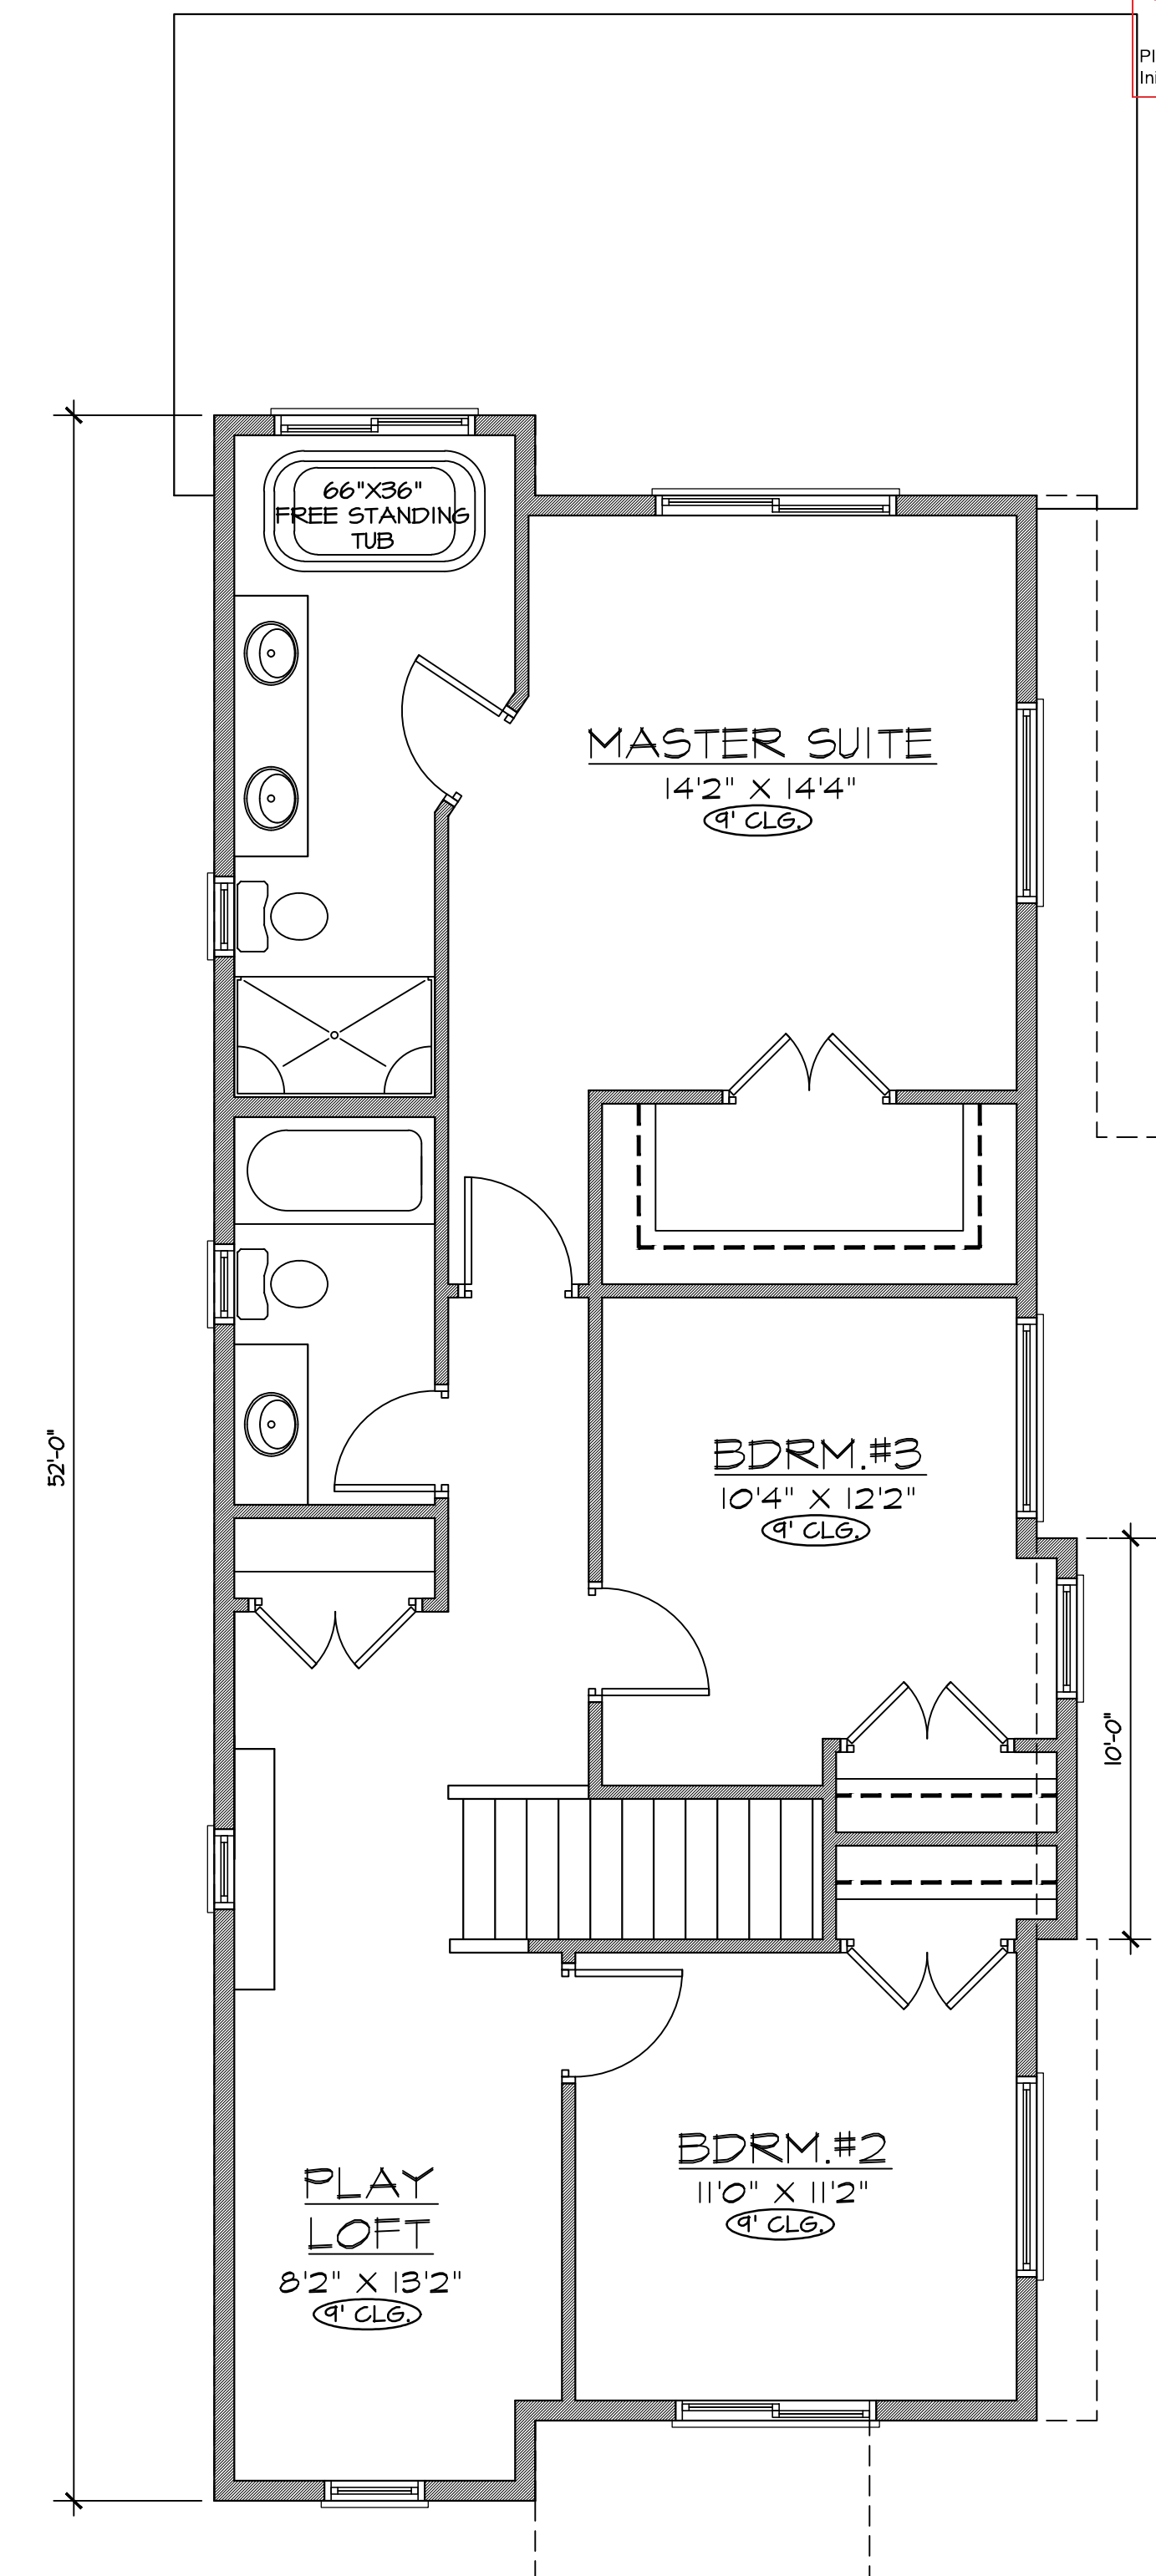 66"X36"
FREE STANDING
TUB
MASTER SUITE
14'2" X 14'4"
9' CLG.
52'-0"
BDRM.#3
10'4" X 12'2"
9' CLG.
10'-0"
BDRM.#2
11'0" X 11'2"
9' CLG.
PLAY
LOFT
8'2" X 13'2"
9' CLG.